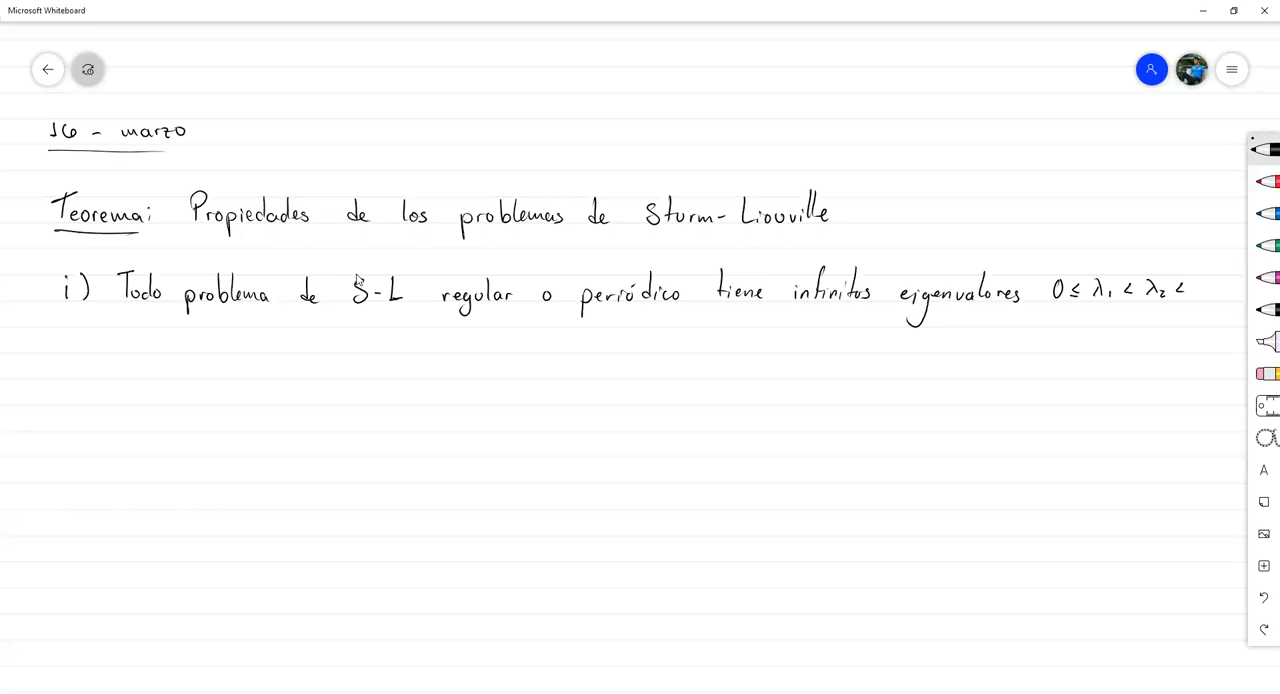 Microsoft Whiteboard
16 - marzo
Teorema: Propiedades de los problemas de Sturm-Liouville
i) Todo problema de S-L regular o periódico tiene infinitos eigenvalores 0 ≤ λ₁ < λ₂ <
A